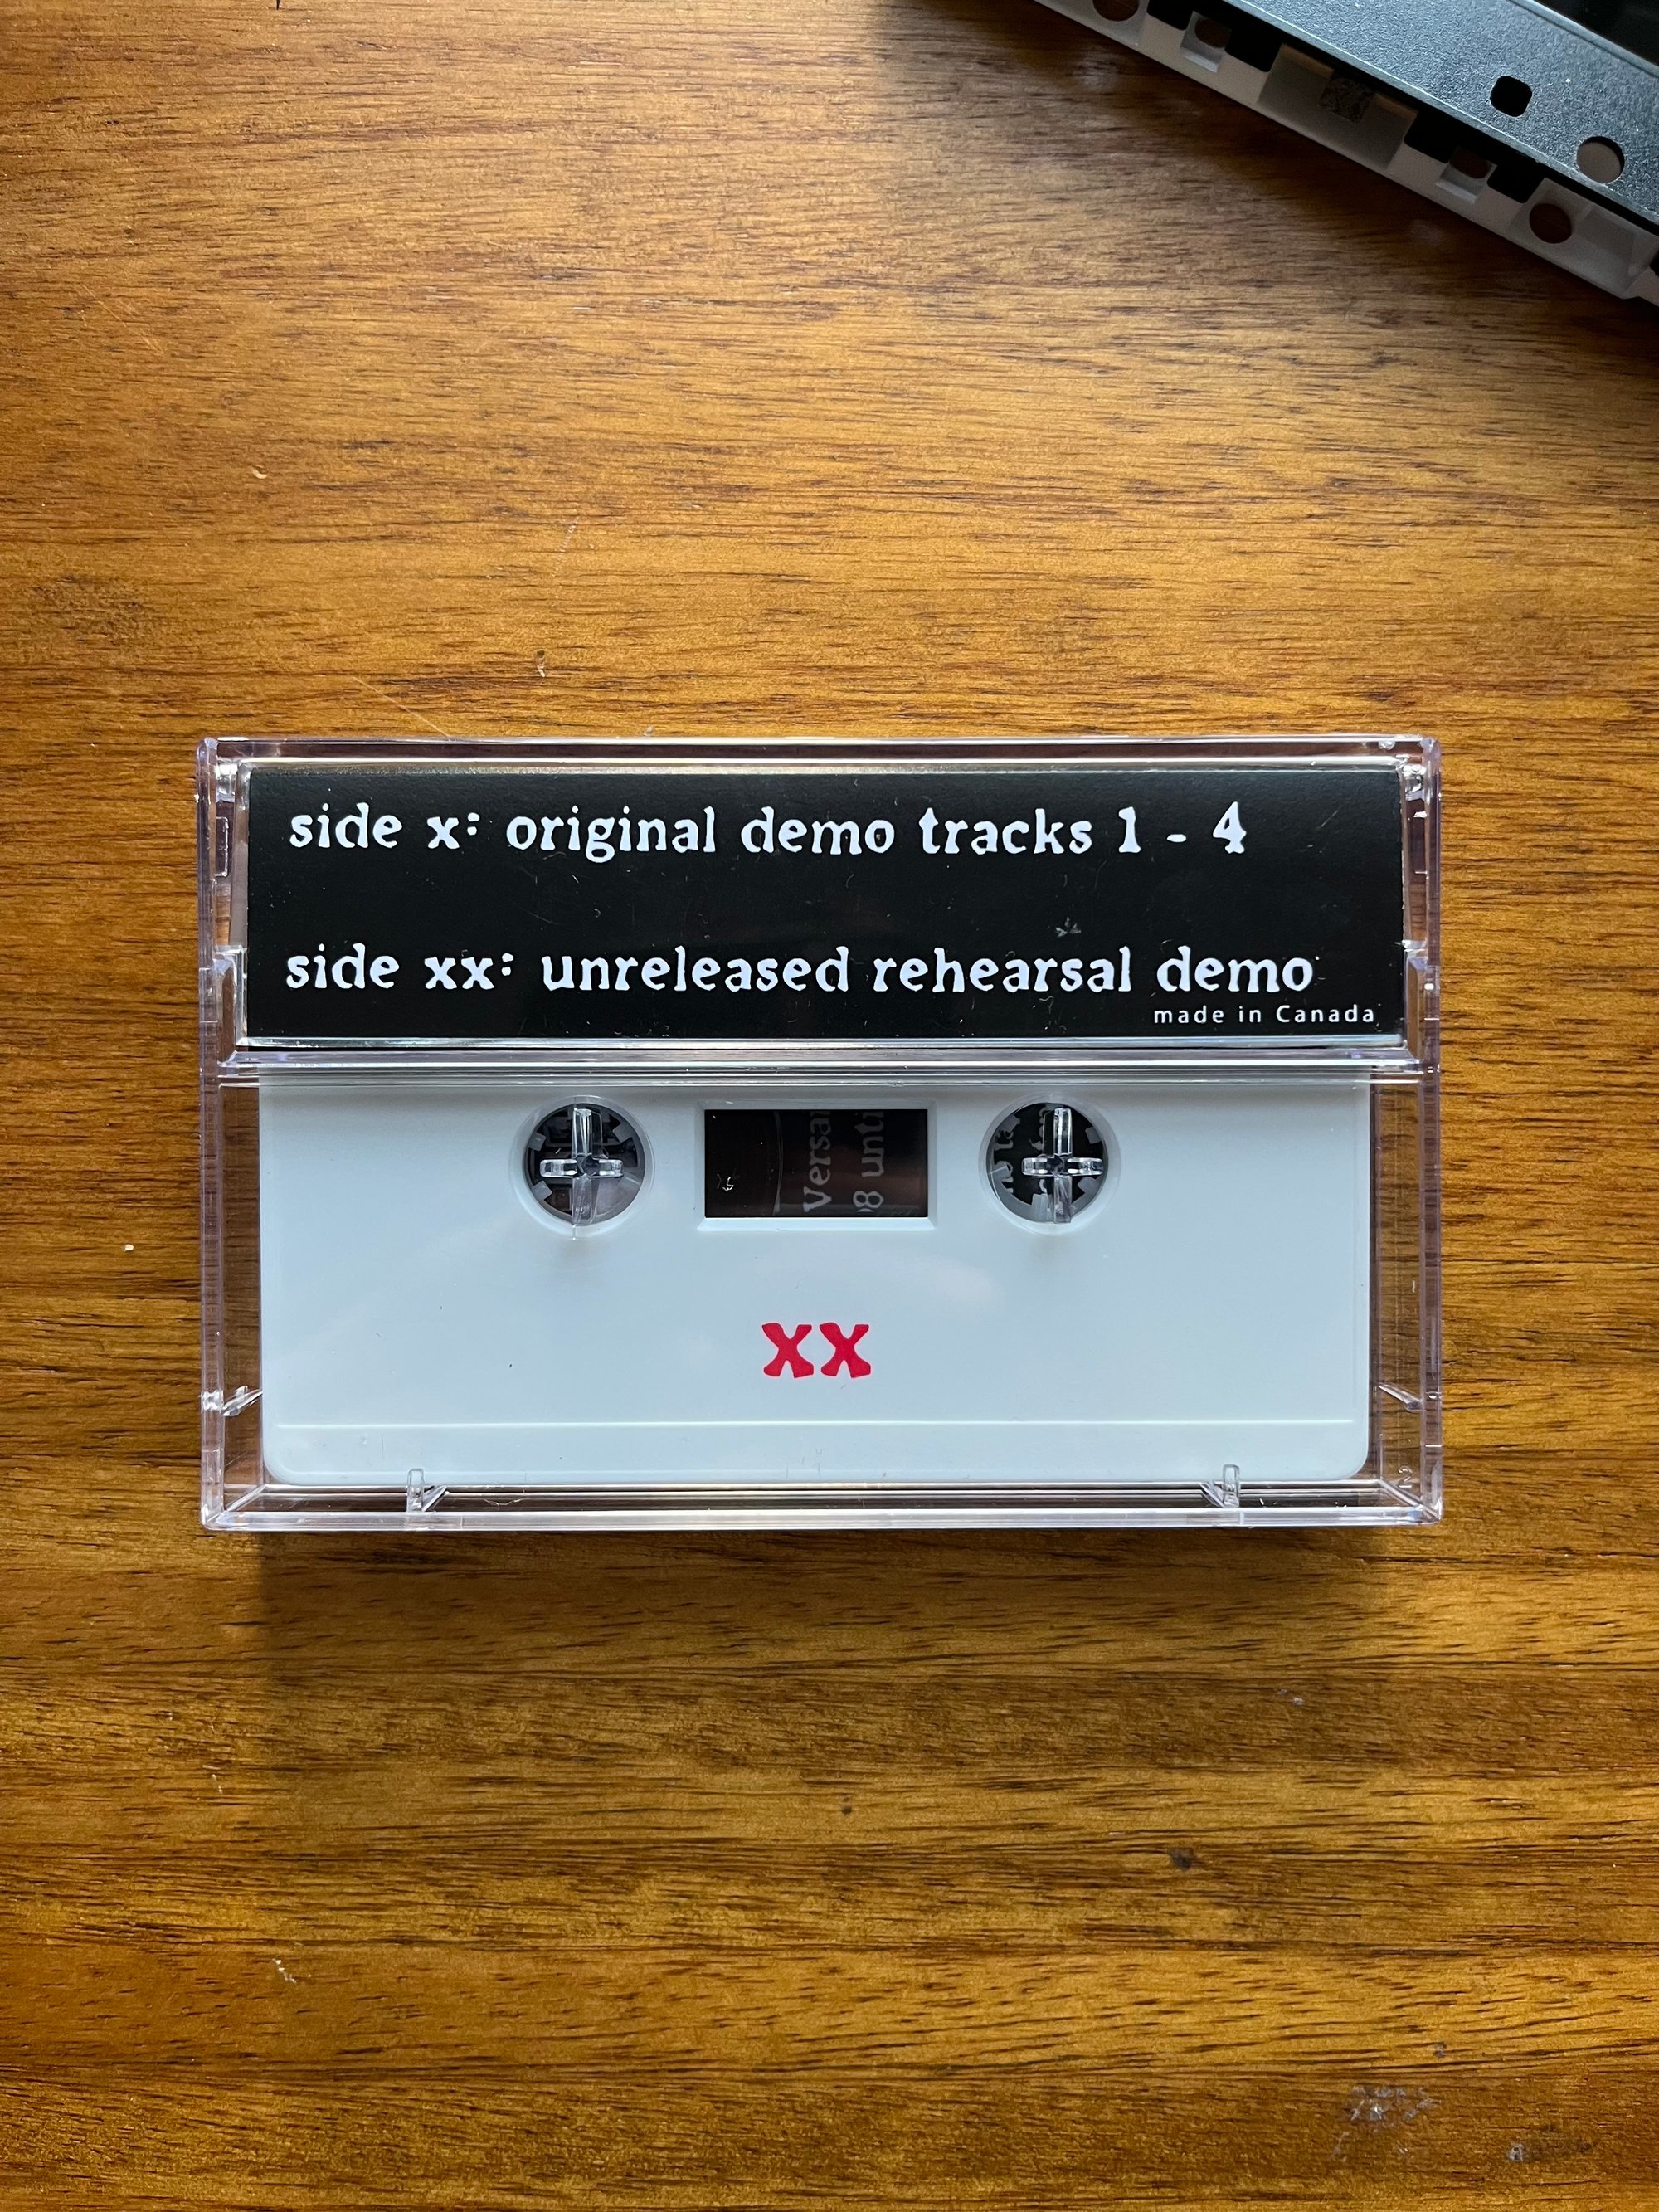 side x: original demo tracks 1 - 4
side xx: unreleased rehearsal demo
made in Canada
xx